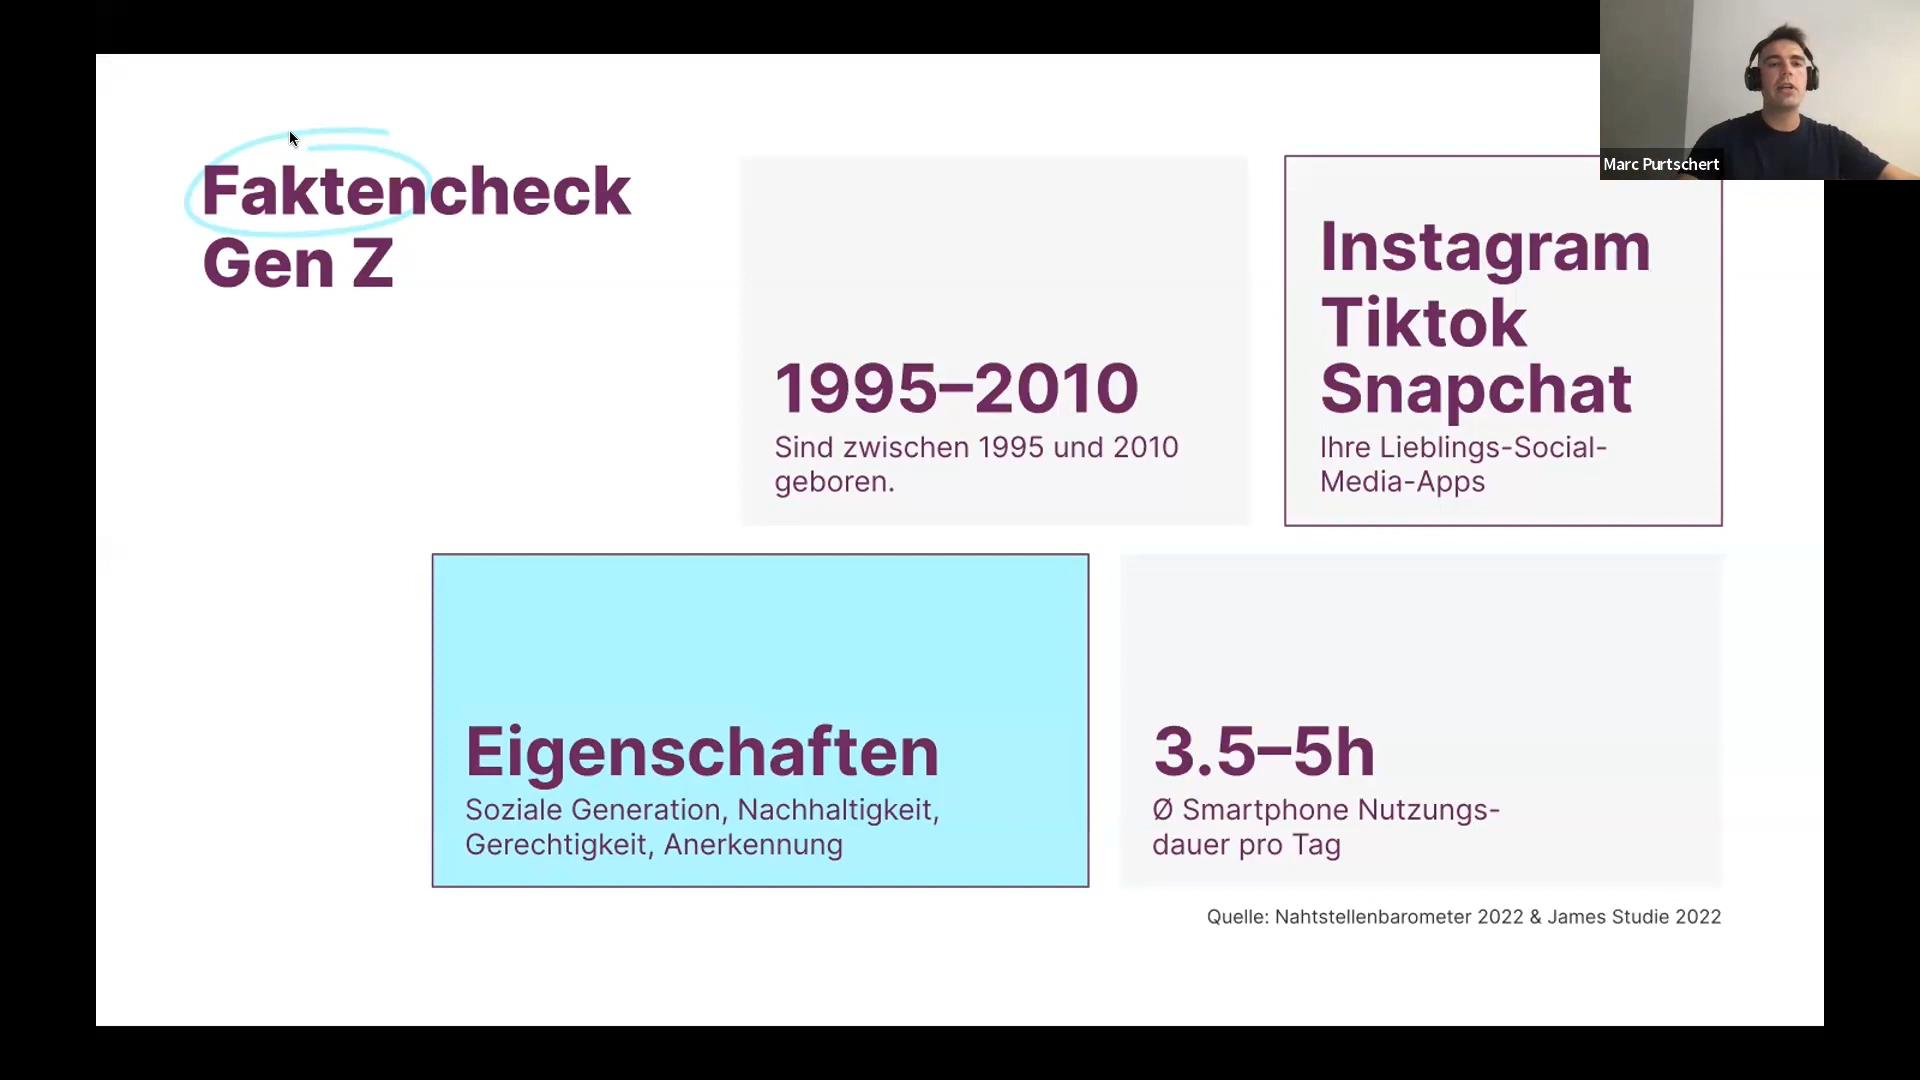 Faktencheck
Gen Z
1995–2010
Sind zwischen 1995 und 2010
geboren.
Instagram
Tiktok
Snapchat
Ihre Lieblings-Social-
Media-Apps
Eigenschaften
Soziale Generation, Nachhaltigkeit,
Gerechtigkeit, Anerkennung
3.5–5h
Ø Smartphone Nutzungs-
dauer pro Tag
Quelle: Nahtstellenbarometer 2022 & James Studie 2022
Marc Purtschert